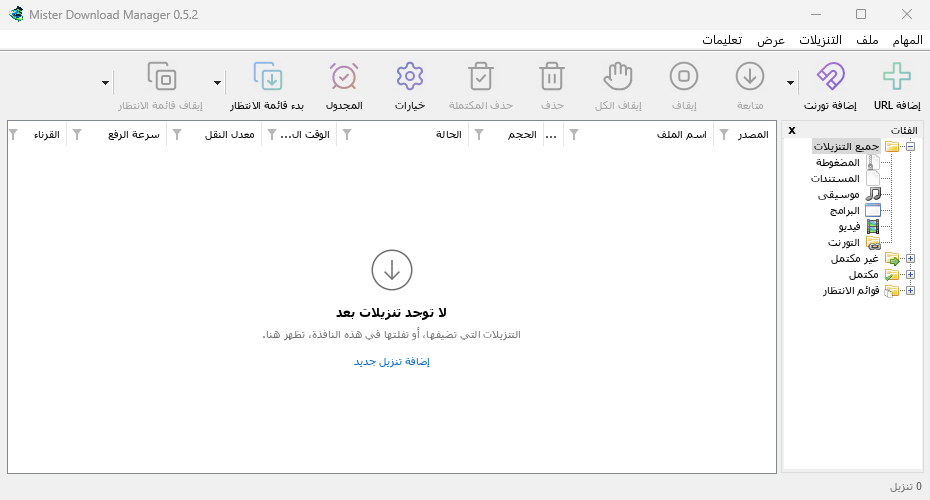 Mister Download Manager 0.5.2
المهام ملف التنزيلات عرض تعليمات
إضافة URL إضافة تورنت متابعة إيقاف إيقاف الكل حذف حذف المكتملة خيارات المجدول بدء قائمة الانتظار إيقاف قائمة الانتظار
الفئات x
جميع التنزيلات
المضغوطة
المستندات
موسيقى
البرامج
فيديو
التورنت
غير مكتمل
مكتمل
قوائم الانتظار
المصدر اسم الملف ... الحجم الحالة الوقت ال... معدل النقل سرعة الرفع القرناء
لا توجد تنزيلات بعد
التنزيلات التي تضيفها، أو تفلتها في هذه النافذة، تظهر هنا.
إضافة تنزيل جديد
0 تنزيل